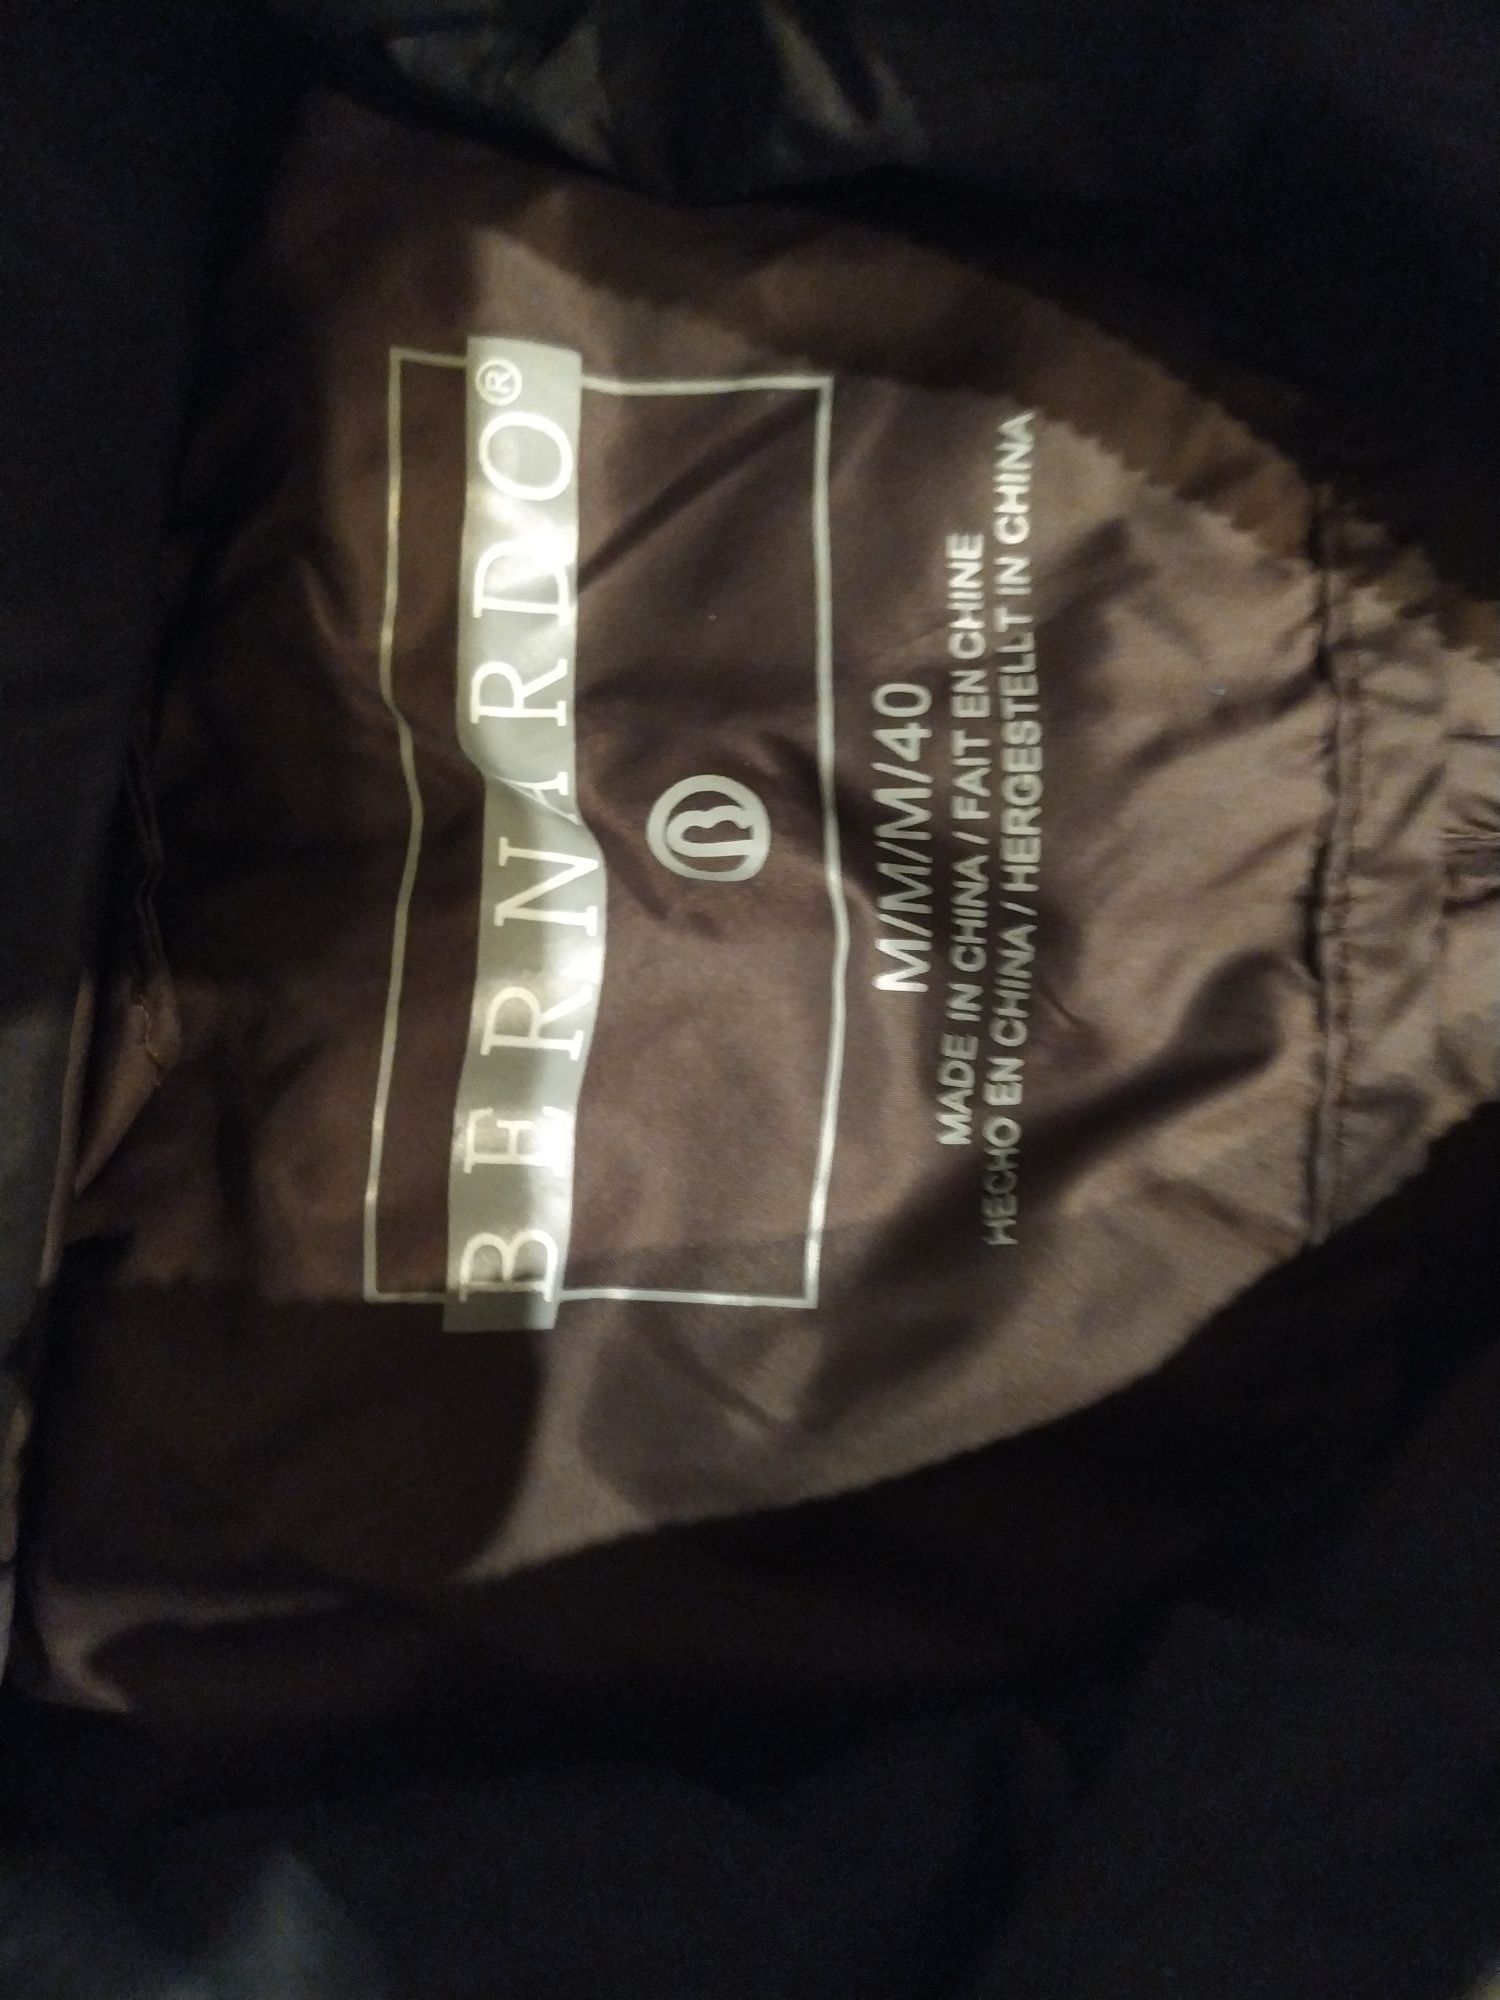 BERNARDO®
B
M/M/M/40
MADE IN CHINA / FAIT EN CHINE
HECHO EN CHINA / HERGESTELLT IN CHINA